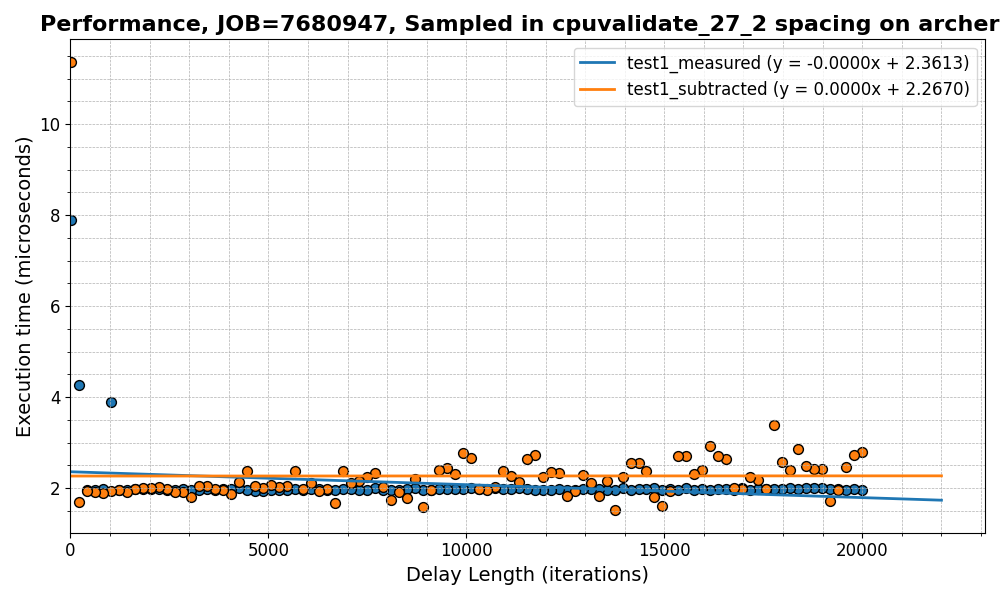 Performance, JOB=7680947, Sampled in cpuvalidate_27_2 spacing on archer
test1_measured (y = -0.0000x + 2.3613)
test1_subtracted (y = 0.0000x + 2.2670)
Execution time (microseconds)
10
8
6
4
2
0
5000
10000
15000
20000
Delay Length (iterations)